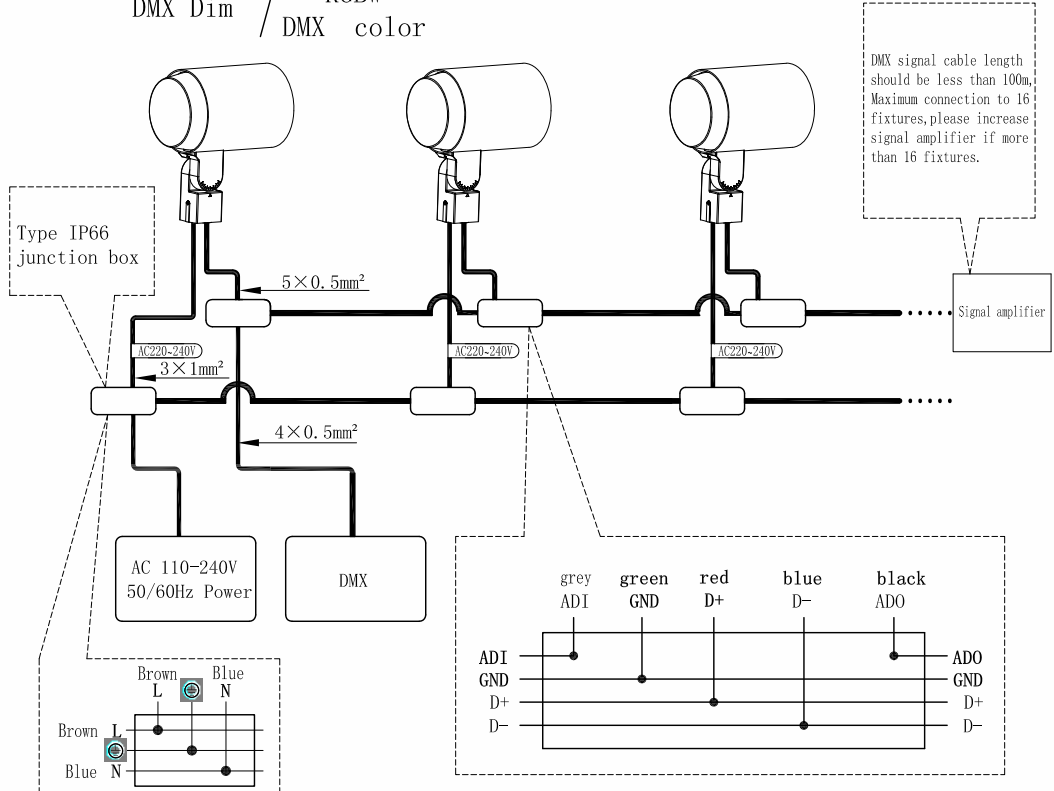 DMX Dim / RGBW
DMX color
DMX signal cable length
should be less than 100m,
Maximum connection to 16
fixtures,please increase
signal amplifier if more
than 16 fixtures.
Type IP66
junction box
5×0.5mm²
Signal amplifier
AC220~240V
AC220~240V
AC220~240V
3×1mm²
4×0.5mm²
AC 110-240V
50/60Hz Power
DMX
grey green red blue black
ADI GND D+ D- ADO
ADI ADO
GND GND
D+ D+
D- D-
Brown Blue
L N
Brown L
Blue N